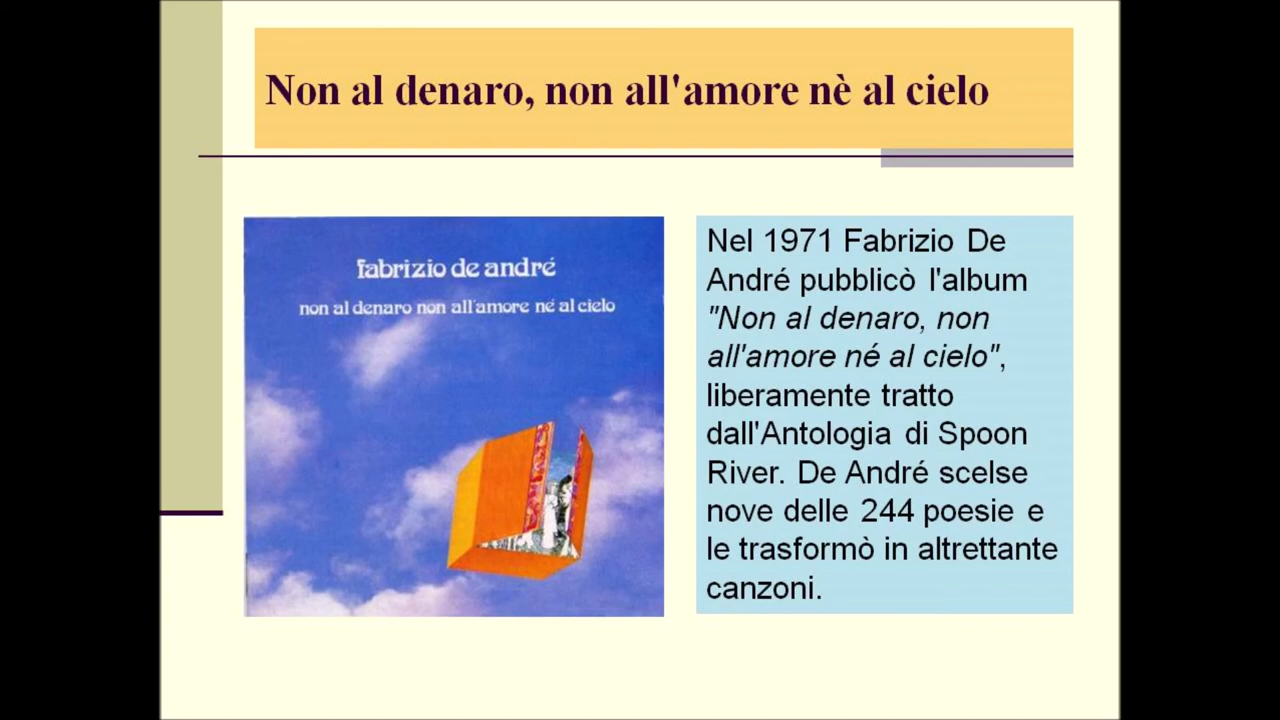 Non al denaro, non all'amore nè al cielo
fabrizio de andré
non al denaro non all'amore né al cielo
Nel 1971 Fabrizio De
André pubblicò l'album
"Non al denaro, non
all'amore né al cielo",
liberamente tratto
dall'Antologia di Spoon
River. De André scelse
nove delle 244 poesie e
le trasformò in altrettante
canzoni.